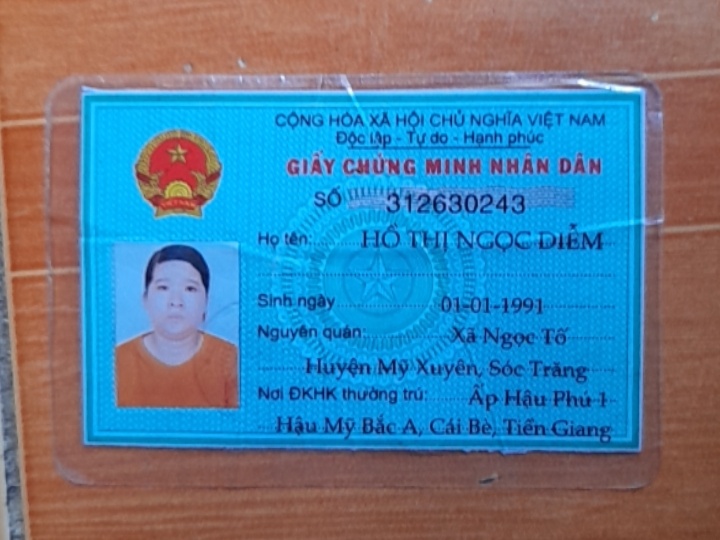 CỘNG HÒA XÃ HỘI CHỦ NGHĨA VIỆT NAM
Độc lập - Tự do - Hạnh phúc
GIẤY CHỨNG MINH NHÂN DÂN
SỐ 312630243
Họ tên: HỒ THỊ NGỌC DIỄM
Sinh ngày 01-01-1991
Nguyên quán: Xã Ngọc Tố
Huyện Mỹ Xuyên, Sóc Trăng
Nơi ĐKHK thường trú: Ấp Hậu Phú 1
Hậu Mỹ Bắc A, Cái Bè, Tiền Giang
VIỆT NAM